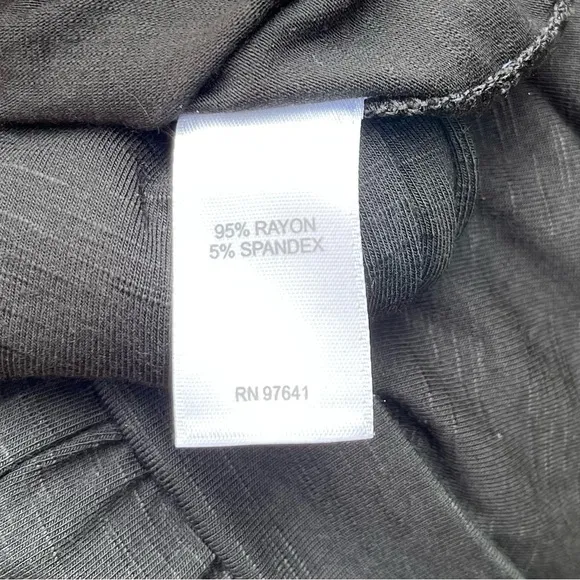 95% RAYON
5% SPANDEX
RN 97641